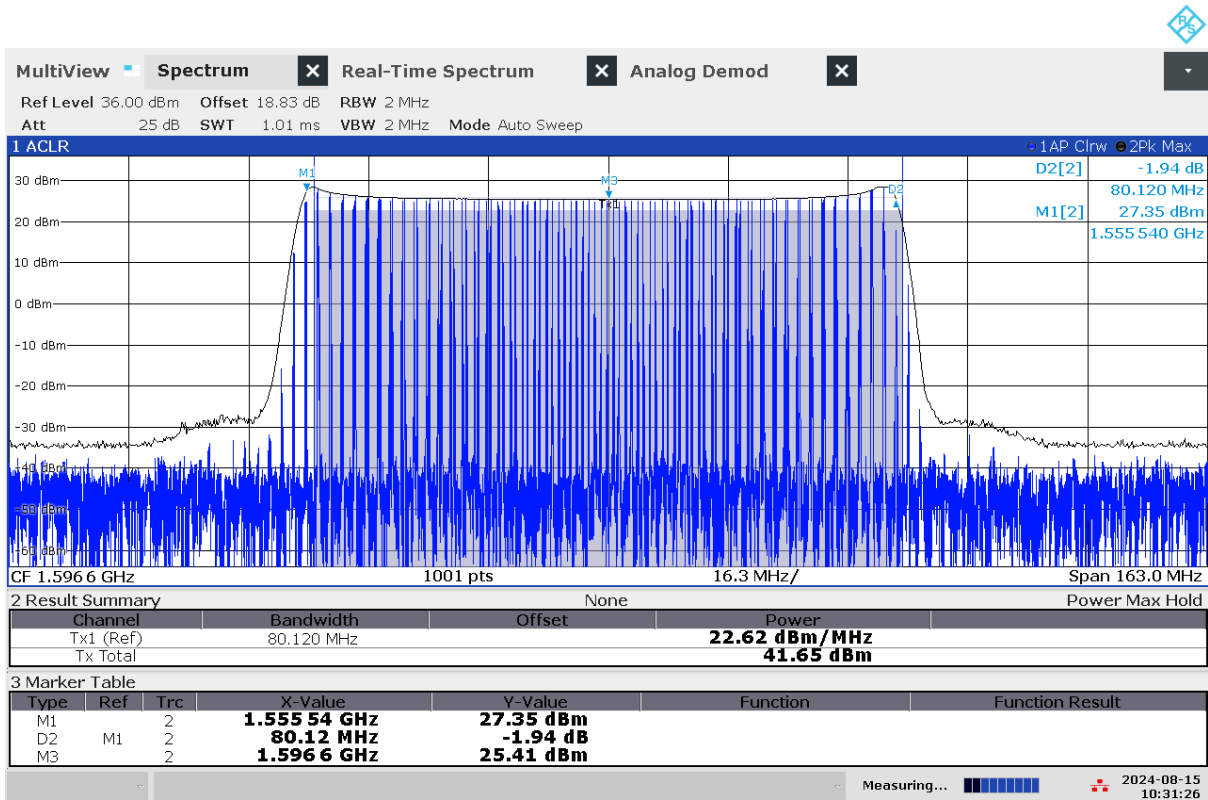 R S
MultiView Spectrum X Real-Time Spectrum X Analog Demod X
Ref Level 36.00 dBm Offset 18.83 dB RBW 2 MHz
Att 25 dB SWT 1.01 ms VBW 2 MHz Mode Auto Sweep
1 ACLR 1AP Clrw 2Pk Max
D2[2] -1.94 dB
80.120 MHz
M1[2] 27.35 dBm
1.555 540 GHz
M1
M3
D2
Tx1
30 dBm
20 dBm
10 dBm
0 dBm
-10 dBm
-20 dBm
-30 dBm
-40 dBm
-50 dBm
-60 dBm
CF 1.596 6 GHz 1001 pts 16.3 MHz/ Span 163.0 MHz
2 Result Summary None Power Max Hold
Channel Bandwidth Offset Power
Tx1 (Ref) 80.120 MHz 22.62 dBm/MHz
Tx Total 41.65 dBm
3 Marker Table
Type Ref Trc X-Value Y-Value Function Function Result
M1 2 1.555 54 GHz 27.35 dBm
D2 M1 2 80.12 MHz -1.94 dB
M3 2 1.596 6 GHz 25.41 dBm
Measuring... 2024-08-15
10:31:26